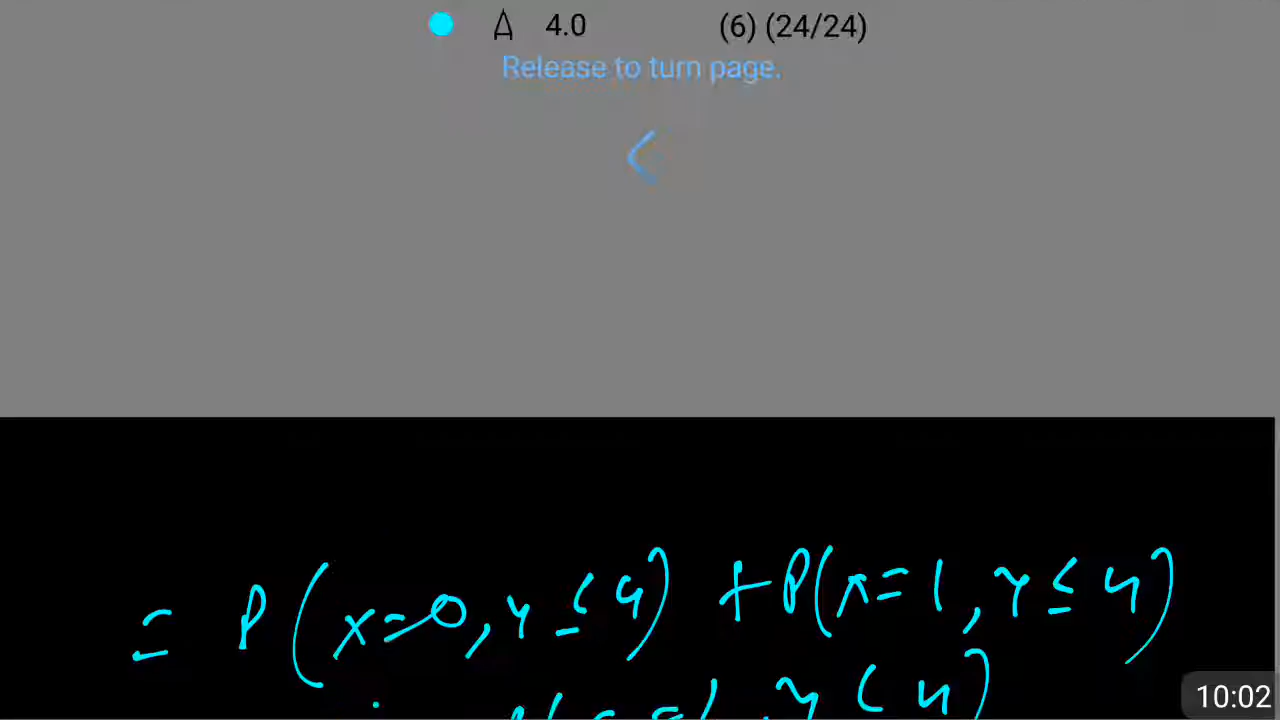 4.0 (6) (24/24)
Release to turn page.
= P(x=0, y≤4) + P(x=1, y≤4)
10:02